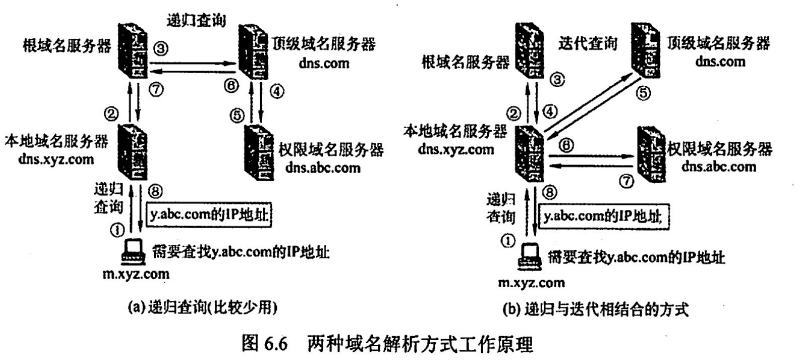 递归查询
根域名服务器
③
顶级域名服务器
dns.com
⑥
②
⑦
④
⑤
本地域名服务器
dns.xyz.com
权限域名服务器
dns.abc.com
递归
查询
⑧
y.abc.com的IP地址
①
需要查找y.abc.com的IP地址
m.xyz.com
(a) 递归查询(比较少用)
迭代查询
顶级域名服务器
dns.com
根域名服务器
③
②
④
⑤
本地域名服务器
dns.xyz.com
⑥
权限域名服务器
dns.abc.com
⑦
递归
查询
⑧
y.abc.com的IP地址
①
需要查找y.abc.com的IP地址
m.xyz.com
(b) 递归与迭代相结合的方式
图 6.6 两种域名解析方式工作原理